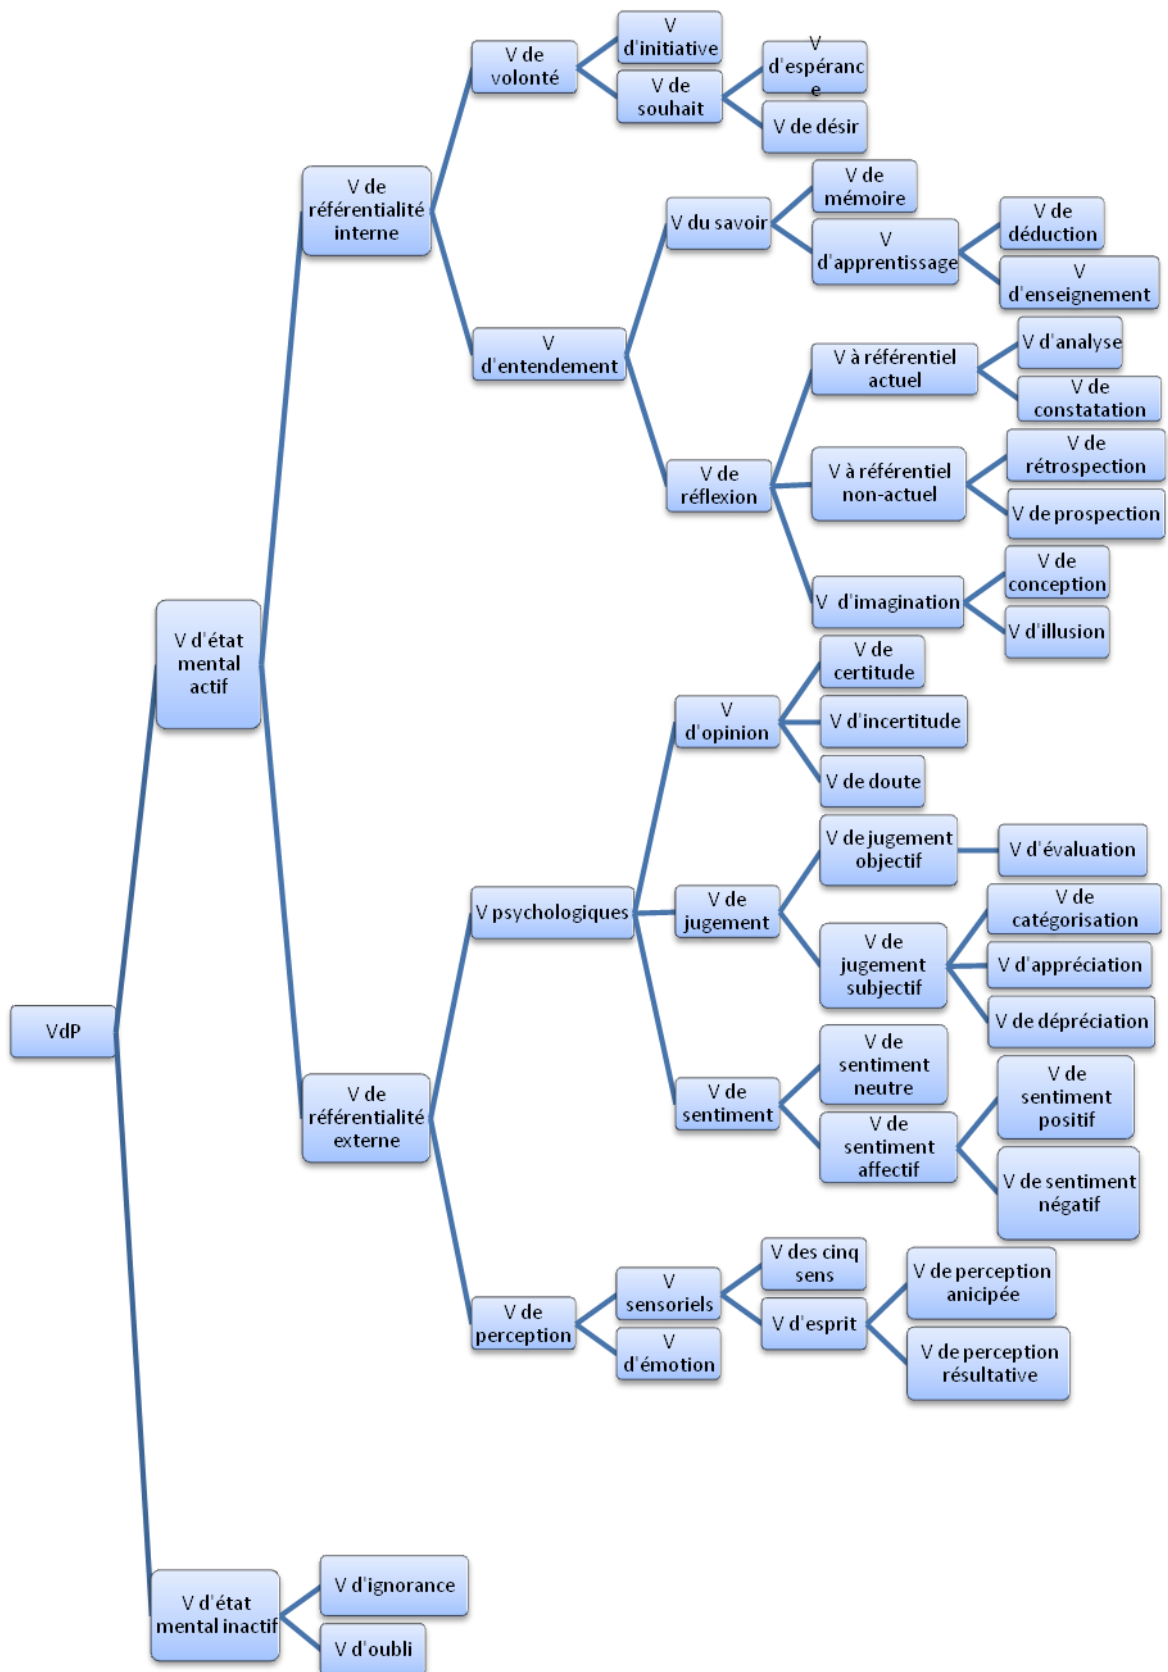 V
d'initiative
V de
volonté
V
d'espéranc
e
V de
souhait
V de désir
V de
référentialité
interne
V de
mémoire
V du savoir
V de
déduction
V
d'apprentissage
V
d'enseignement
V
d'entendement
V à référentiel
actuel
V d'analyse
V de
constatation
V de
réflexion
V à référentiel
non-actuel
V de
rétrospection
V de prospection
V de
conception
V d'imagination
V d'illusion
V d'état
mental
actif
V de
certitude
V
d'opinion
V d'incertitude
V de doute
V de jugement
objectif
V d'évaluation
V psychologiques
V de
jugement
V de
catégorisation
V de
jugement
subjectif
V d'appréciation
V de dépréciation
VdP
V de
sentiment
neutre
V de
référentialité
externe
V de
sentiment
V de
sentiment
positif
V de
sentiment
affectif
V de sentiment
négatif
V des cinq
sens
V
sensoriels
V de perception
anicipée
V de
perception
V d'esprit
V
d'émotion
V de perception
résultative
V d'état
mental inactif
V d'ignorance
V d'oubli